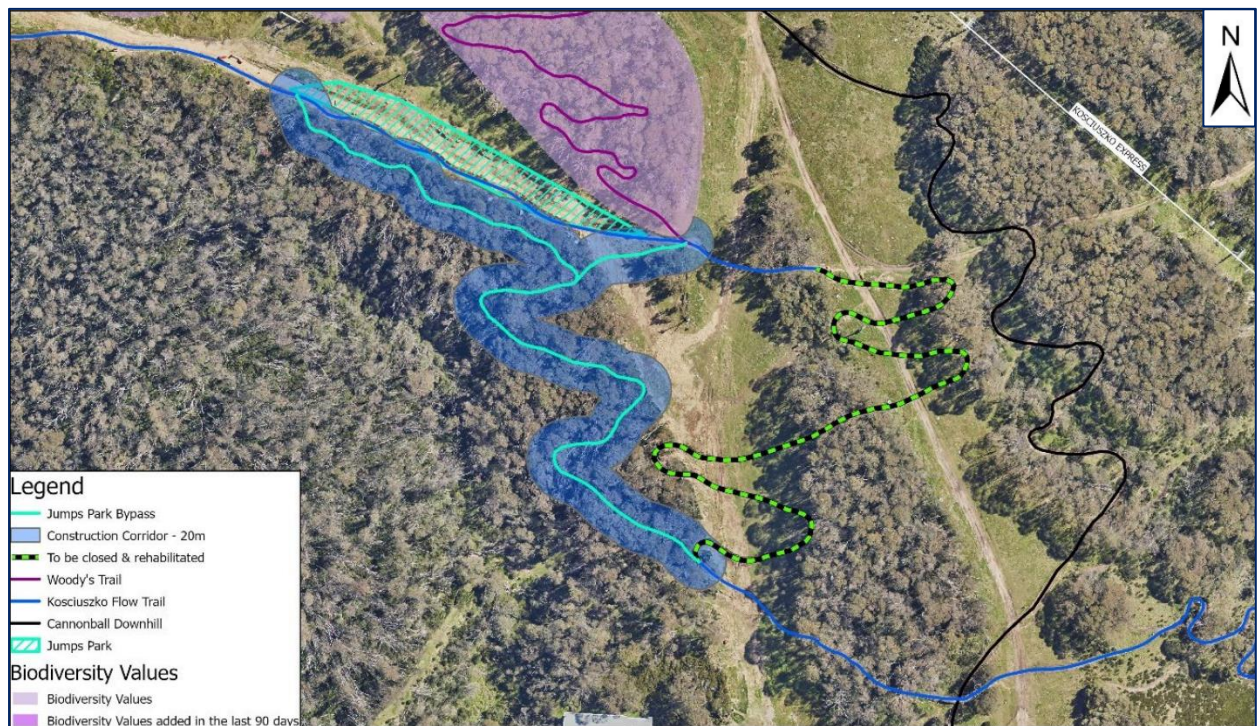 N
KOSCIUSZKO EXPRESS
Legend
Jumps Park Bypass
Construction Corridor - 20m
To be closed & rehabilitated
Woody's Trail
Kosciuszko Flow Trail
Cannonball Downhill
Jumps Park
Biodiversity Values
Biodiversity Values
Biodiversity Values added in the last 90 days